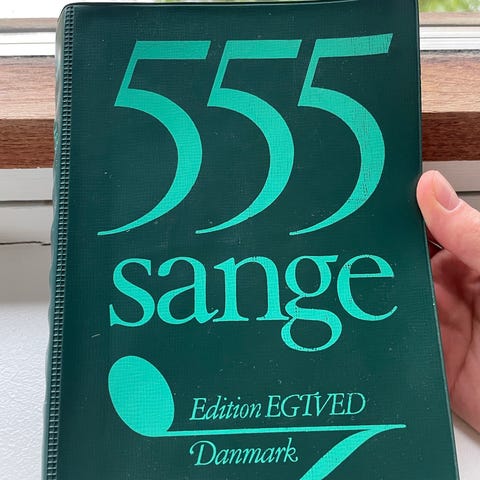 555
sange
Edition EGTVED
Danmark